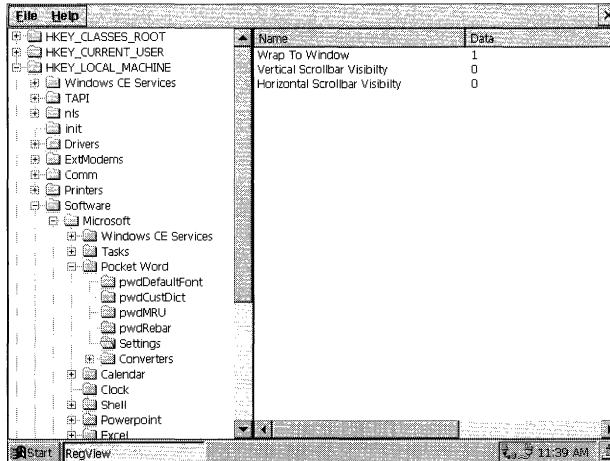 File Help
HKEY_CLASSES_ROOT
HKEY_CURRENT_USER
HKEY_LOCAL_MACHINE
Windows CE Services
TAPI
nls
init
Drivers
ExtModems
Comm
Printers
Software
Microsoft
Windows CE Services
Tasks
Pocket Word
pwdDefaultFont
pwdCustDict
pwdMRU
pwdRebar
Settings
Converters
Calendar
Clock
Shell
Powerpoint
Excel
Name Data
Wrap To Window 1
Vertical Scrollbar Visibilty 0
Horizontal Scrollbar Visibilty 0
Start RegView 11:39 AM